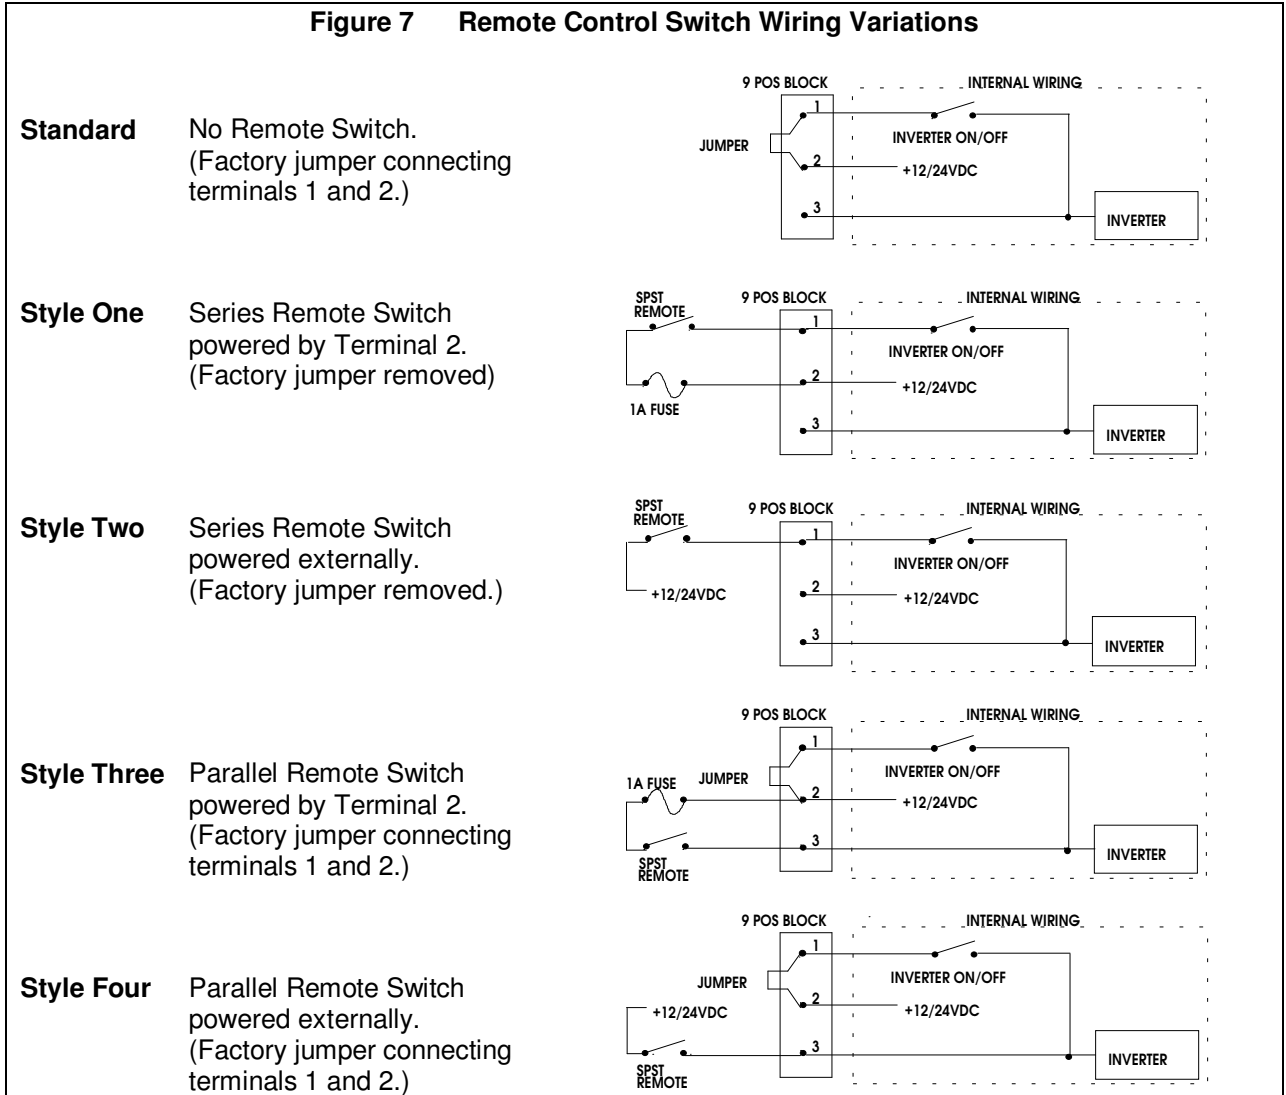 Figure 7 Remote Control Switch Wiring Variations
Standard
No Remote Switch.
(Factory jumper connecting
terminals 1 and 2.)
9 POS BLOCK
INTERNAL WIRING
1
JUMPER
INVERTER ON/OFF
2
+12/24VDC
3
INVERTER
Style One
Series Remote Switch
powered by Terminal 2.
(Factory jumper removed)
SPST
REMOTE
9 POS BLOCK
INTERNAL WIRING
1
INVERTER ON/OFF
2
+12/24VDC
1A FUSE
3
INVERTER
Style Two
Series Remote Switch
powered externally.
(Factory jumper removed.)
SPST
REMOTE
9 POS BLOCK
INTERNAL WIRING
1
INVERTER ON/OFF
+12/24VDC
2
+12/24VDC
3
INVERTER
Style Three
Parallel Remote Switch
powered by Terminal 2.
(Factory jumper connecting
terminals 1 and 2.)
9 POS BLOCK
INTERNAL WIRING
1
1A FUSE
JUMPER
INVERTER ON/OFF
2
+12/24VDC
3
SPST
REMOTE
INVERTER
Style Four
Parallel Remote Switch
powered externally.
(Factory jumper connecting
terminals 1 and 2.)
9 POS BLOCK
INTERNAL WIRING
1
JUMPER
INVERTER ON/OFF
+12/24VDC
2
+12/24VDC
3
SPST
REMOTE
INVERTER